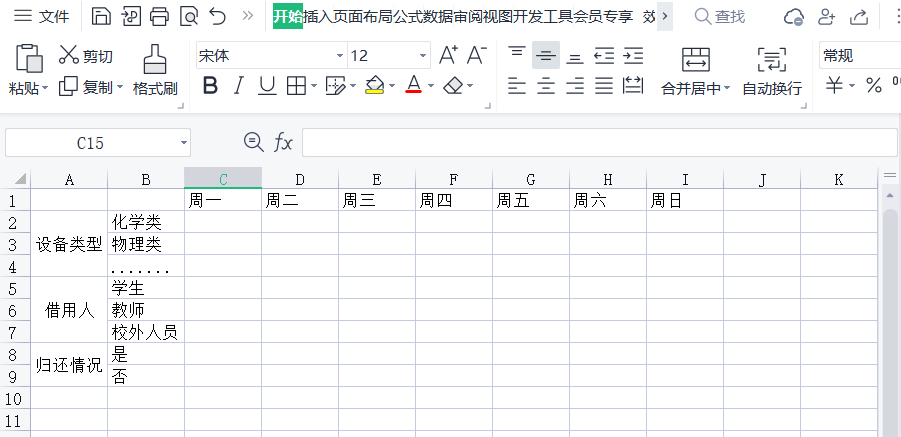 文件 开始 插入 页面布局 公式 数据 审阅 视图 开发工具 会员专享 效 查找
剪切 宋体 12 A+ A- 常规
粘贴 复制 格式刷 B I U A 合并居中 自动换行 ¥ %
C15 fx
A B C D E F G H I J K
1 周一 周二 周三 周四 周五 周六 周日
2 化学类
3 设备类型 物理类
4 .......
5 学生
6 借用人 教师
7 校外人员
8 归还情况 是
9 否
10
11